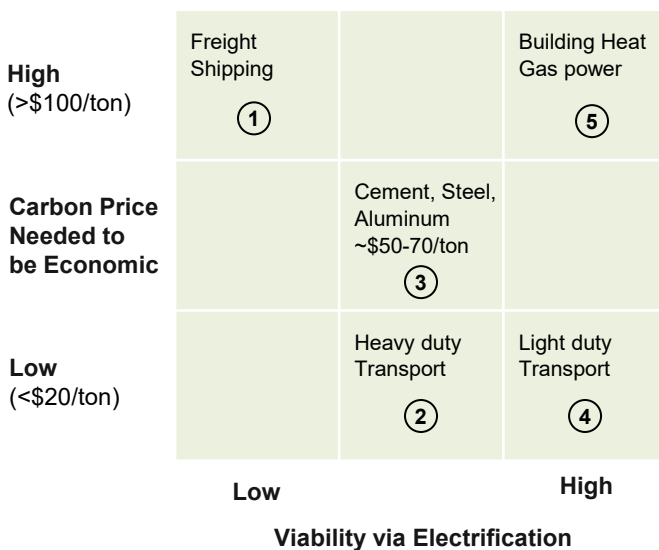 High
(>$100/ton)
Freight
Shipping
1
Building Heat
Gas power
5
Carbon Price
Needed to
be Economic
Cement, Steel,
Aluminum
~$50-70/ton
3
Low
(<$20/ton)
Heavy duty
Transport
2
Light duty
Transport
4
Low
High
Viability via Electrification